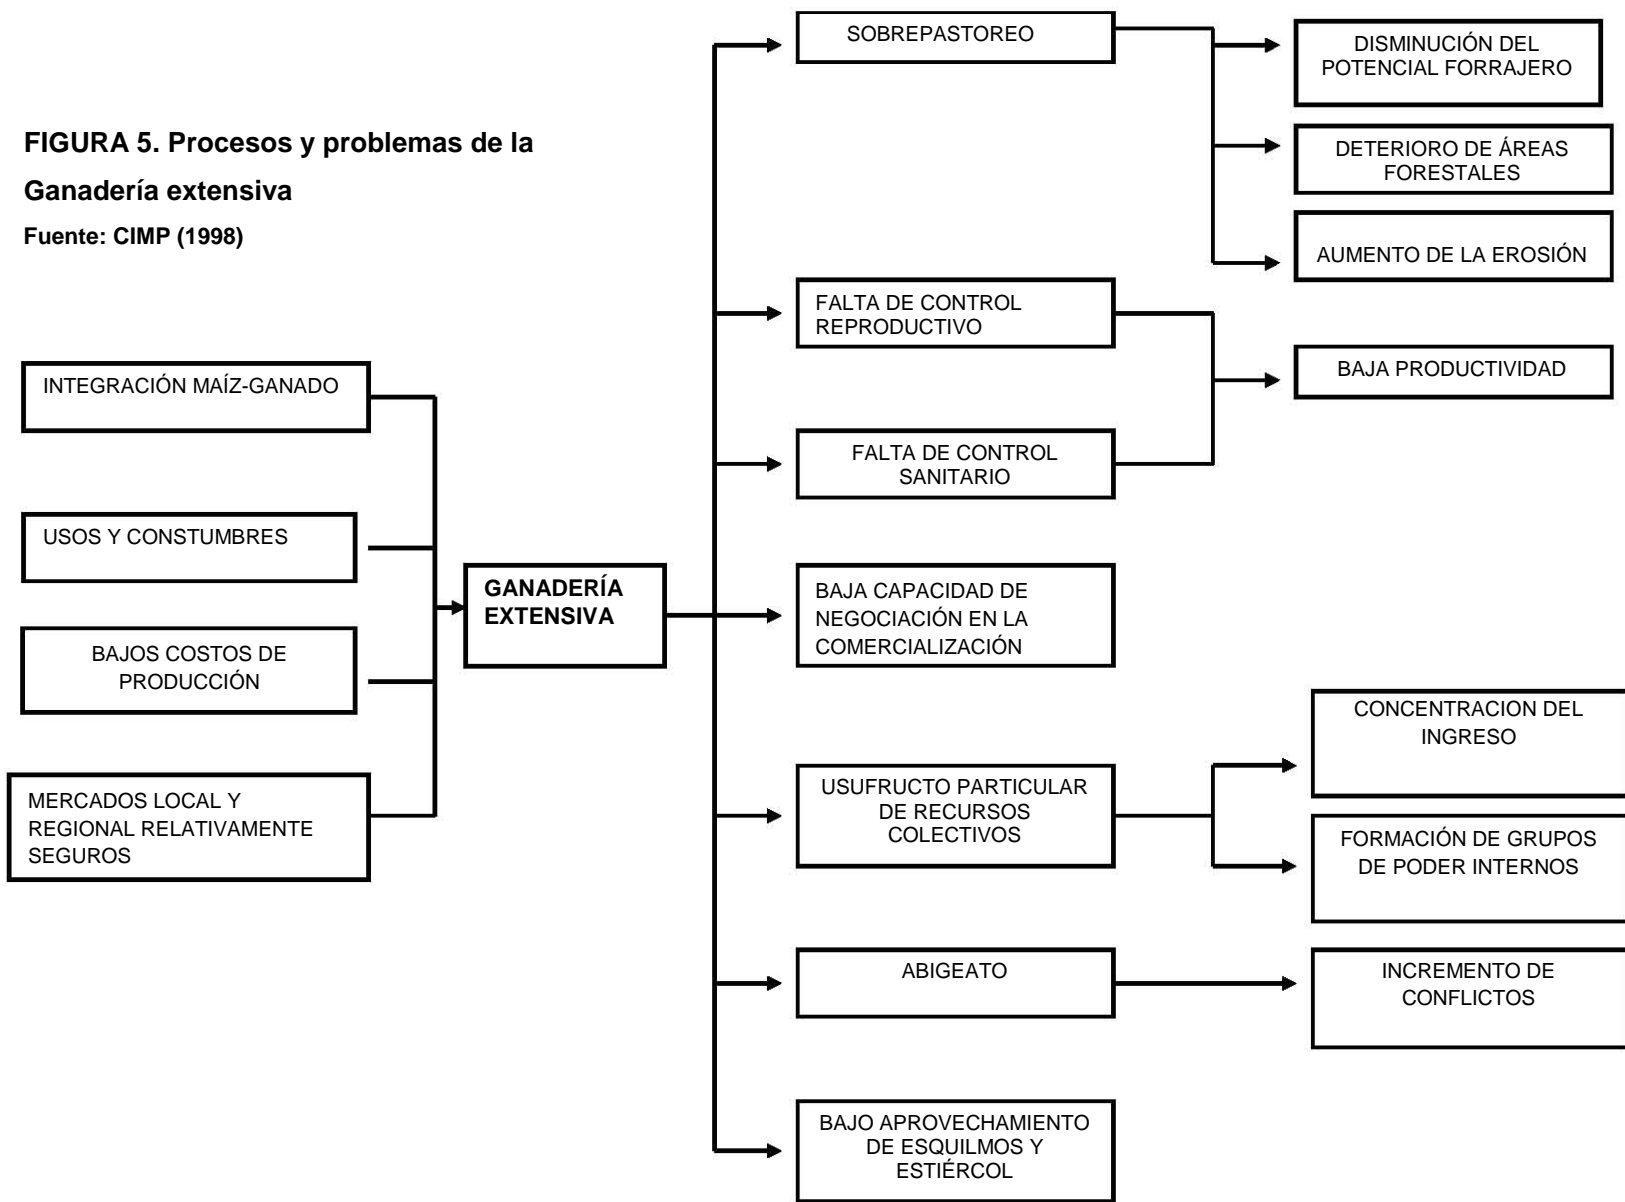 FIGURA 5. Procesos y problemas de la
Ganadería extensiva
Fuente: CIMP (1998)
INTEGRACIÓN MAÍZ-GANADO
USOS Y CONSTUMBRES
BAJOS COSTOS DE
PRODUCCIÓN
MERCADOS LOCAL Y
REGIONAL RELATIVAMENTE
SEGUROS
GANADERÍA
EXTENSIVA
SOBREPASTOREO
FALTA DE CONTROL
REPRODUCTIVO
FALTA DE CONTROL
SANITARIO
BAJA CAPACIDAD DE
NEGOCIACIÓN EN LA
COMERCIALIZACIÓN
USUFRUCTO PARTICULAR
DE RECURSOS
COLECTIVOS
ABIGEATO
BAJO APROVECHAMIENTO
DE ESQUILMOS Y
ESTIÉRCOL
DISMINUCIÓN DEL
POTENCIAL FORRAJERO
DETERIORO DE ÁREAS
FORESTALES
AUMENTO DE LA EROSIÓN
BAJA PRODUCTIVIDAD
CONCENTRACION DEL
INGRESO
FORMACIÓN DE GRUPOS
DE PODER INTERNOS
INCREMENTO DE
CONFLICTOS